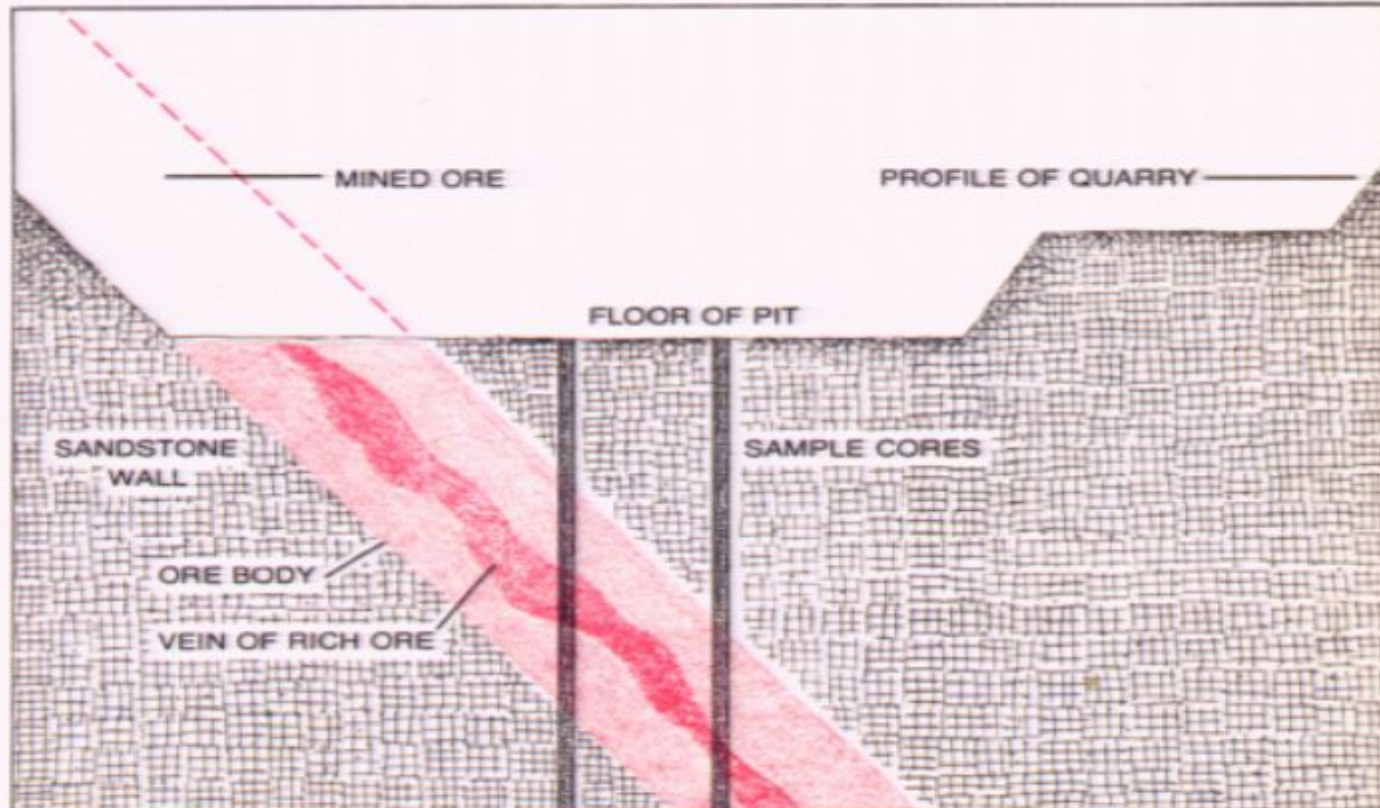 MINED ORE
PROFILE OF QUARRY
FLOOR OF PIT
SANDSTONE
WALL
SAMPLE CORES
ORE BODY
VEIN OF RICH ORE